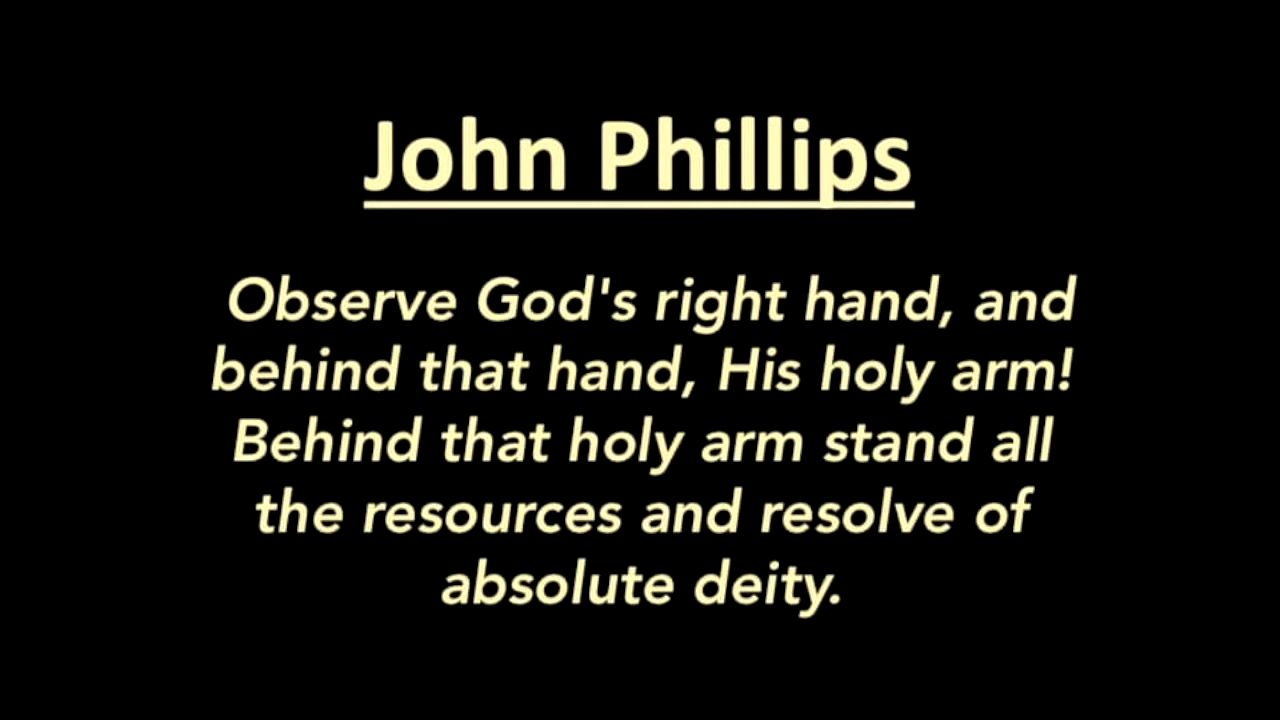 John Phillips
Observe God's right hand, and
behind that hand, His holy arm!
Behind that holy arm stand all
the resources and resolve of
absolute deity.